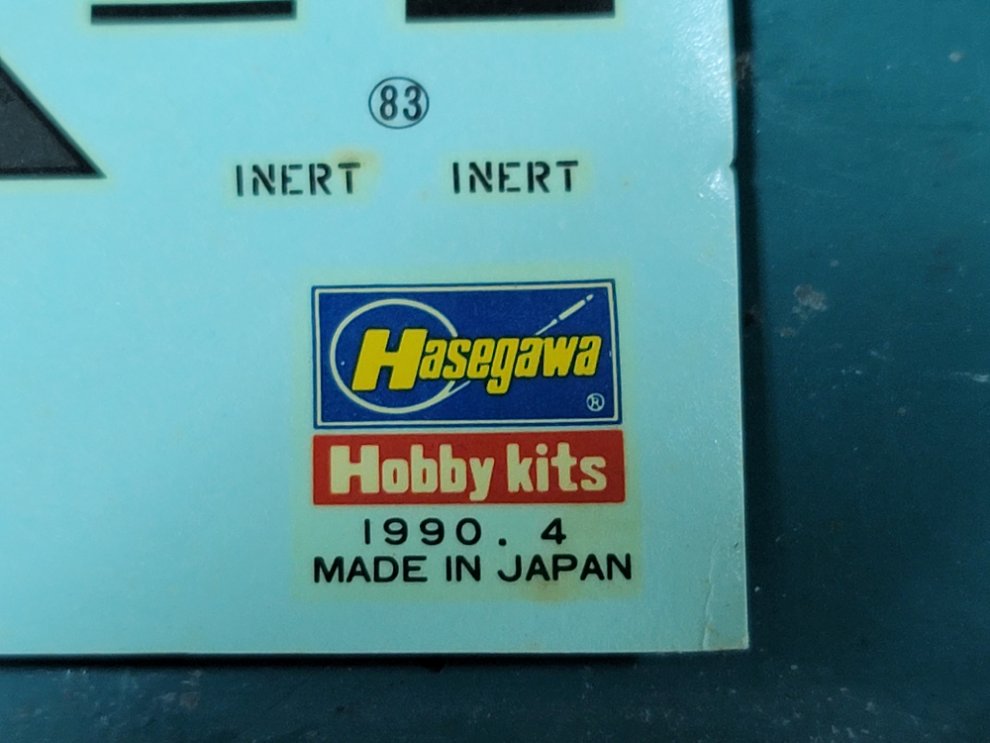 83
INERT INERT
Hasegawa
®
Hobby kits
1990.4
MADE IN JAPAN